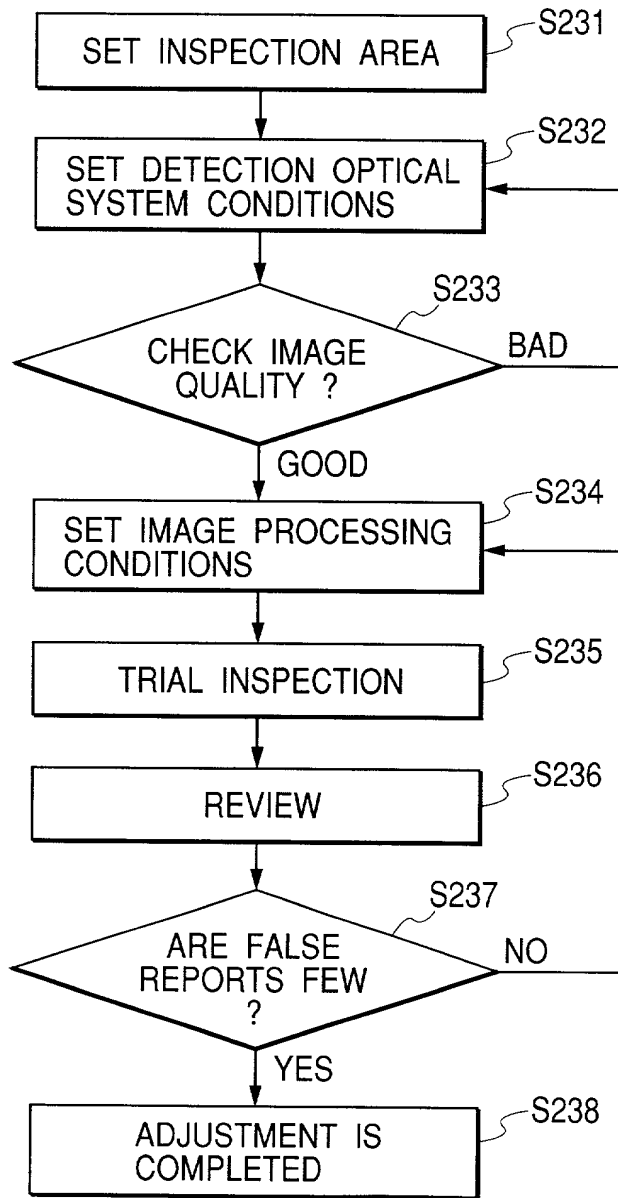 S231
SET INSPECTION AREA
S232
SET DETECTION OPTICAL
SYSTEM CONDITIONS
S233
CHECK IMAGE
QUALITY ?
BAD
GOOD
S234
SET IMAGE PROCESSING
CONDITIONS
S235
TRIAL INSPECTION
S236
REVIEW
S237
ARE FALSE
REPORTS FEW
?
NO
YES
S238
ADJUSTMENT IS
COMPLETED